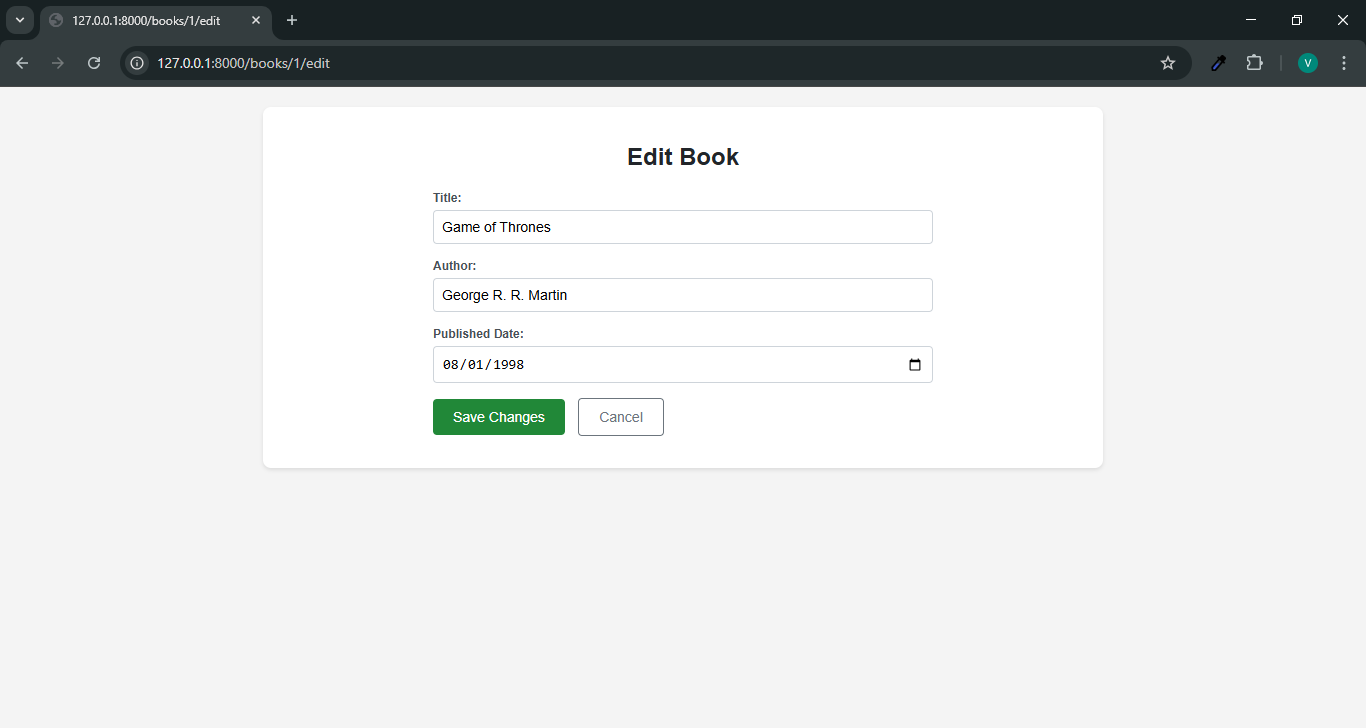 127.0.0.1:8000/books/1/edit
127.0.0.1:8000/books/1/edit
V
Edit Book
Title:
Game of Thrones
Author:
George R. R. Martin
Published Date:
08/01/1998
Save Changes Cancel